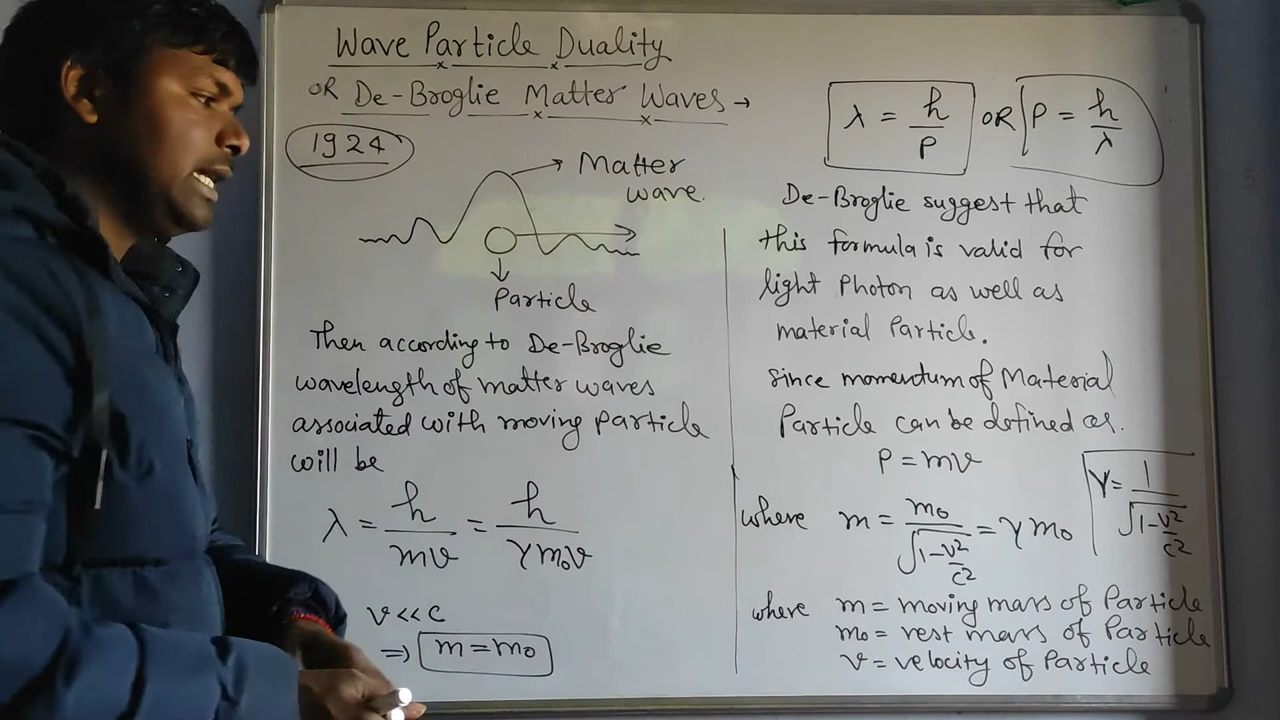 Wave Particle Duality
OR De-Broglie Matter Waves →
1924
Matter
wave.
Particle
Then according to De-Broglie
wavelength of matter waves
associated with moving particle
will be
λ = h/mv = h/γm₀v
v<<c
⇒ m = m₀
λ = h/P OR P = h/λ
De-Broglie suggest that
this formula is valid for
light Photon as well as
material Particle.
Since momentum of Material
Particle can be defined as.
P = mv
where m = m₀/√(1-v²/c²) = γm₀
γ = 1/√(1-v²/c²)
where m = moving mass of Particle
m₀ = rest mass of Particle
v = velocity of Particle